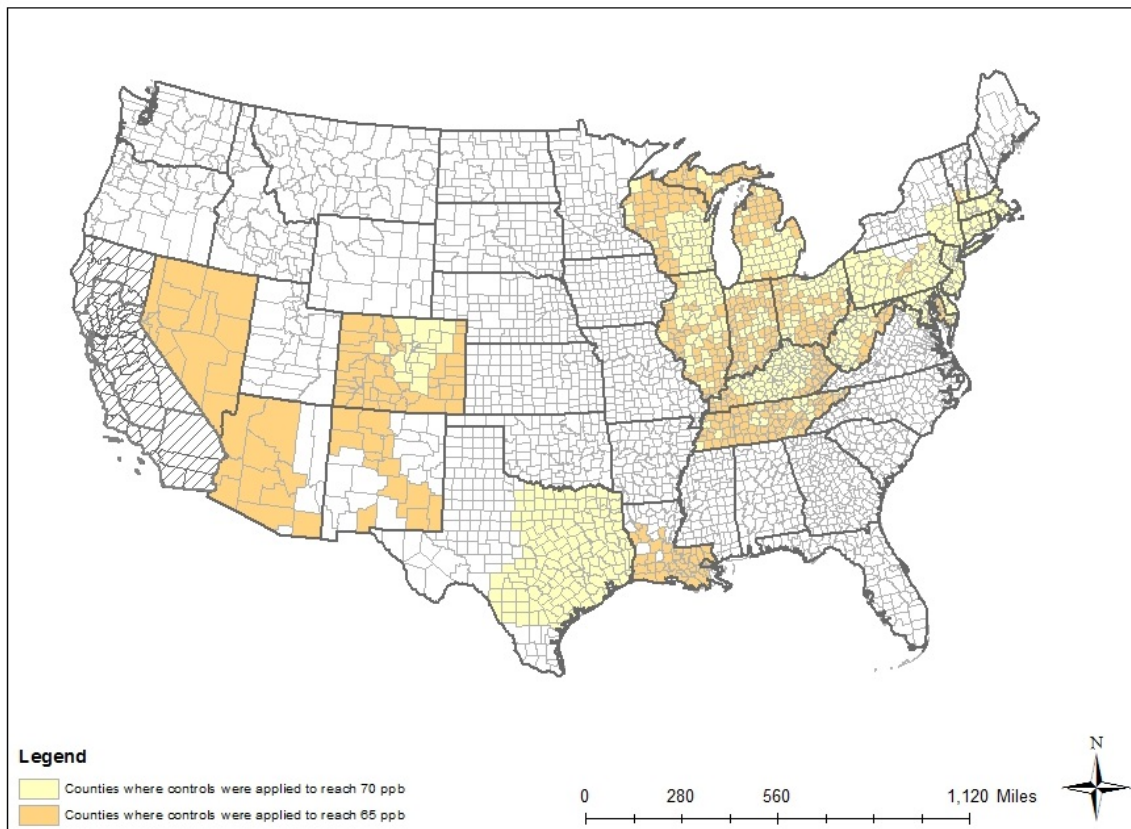 Legend
Counties where controls were applied to reach 70 ppb
Counties where controls were applied to reach 65 ppb
0 280 560 1,120 Miles
N